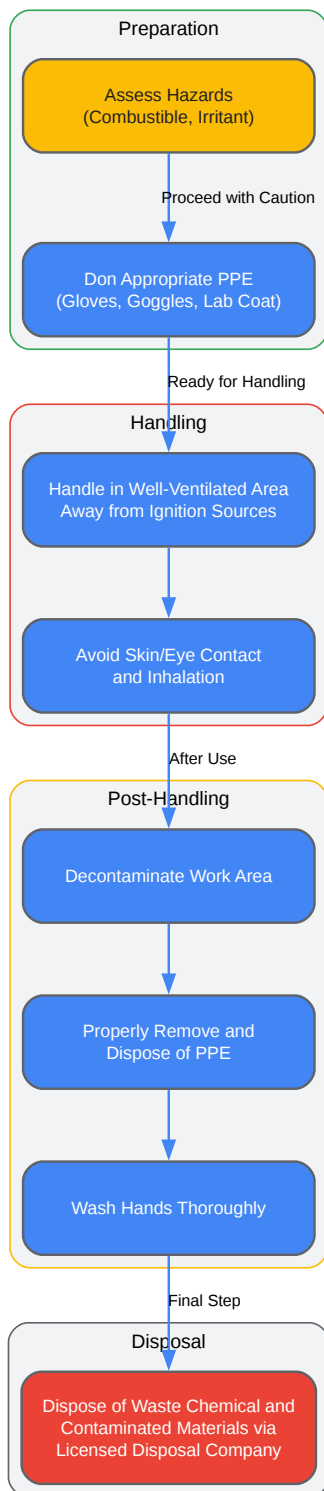 Preparation
Assess Hazards
(Combustible, Irritant)
Proceed with Caution
Don Appropriate PPE
(Gloves, Goggles, Lab Coat)
Ready for Handling
Handling
Handle in Well-Ventilated Area
Away from Ignition Sources
Avoid Skin/Eye Contact
and Inhalation
After Use
Post-Handling
Decontaminate Work Area
Properly Remove and
Dispose of PPE
Wash Hands Thoroughly
Final Step
Disposal
Dispose of Waste Chemical and
Contaminated Materials via
Licensed Disposal Company